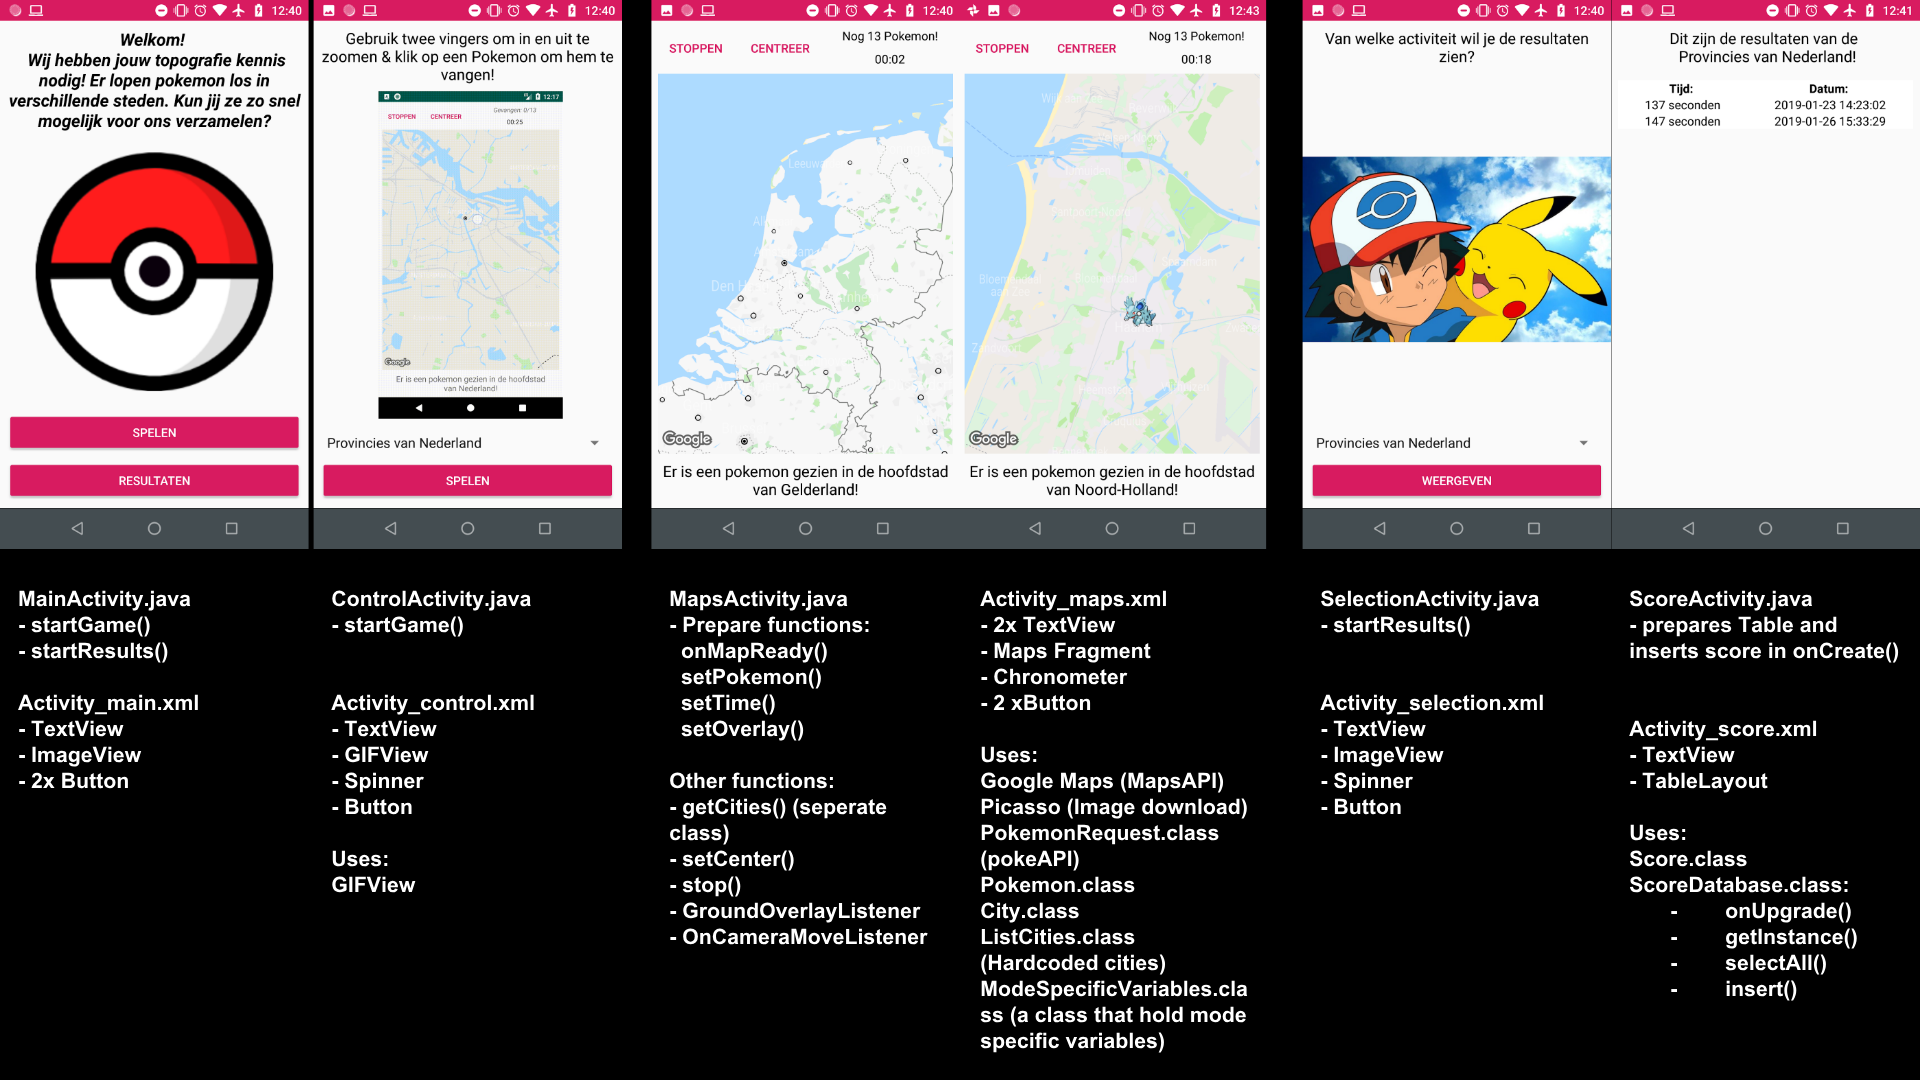 12:40
Welkom!
Wij hebben jouw topografie kennis
nodig! Er lopen pokemon los in
verschillende steden. Kun jij ze zo snel
mogelijk voor ons verzamelen?
SPELEN
RESULTATEN
12:40
Gebruik twee vingers om in en uit te
zoomen & klik op een Pokemon om hem te
vangen!
12:17
STOPPEN
CENTREER
Gevangen: 0/13
00:25
Google
Er is een pokemon gezien in de hoofdstad
van Nederland!
Provincies van Nederland
SPELEN
12:40
STOPPEN
CENTREER
Nog 13 Pokemon!
00:02
Google
Er is een pokemon gezien in de hoofdstad
van Gelderland!
12:43
STOPPEN
CENTREER
Nog 13 Pokemon!
00:18
Google
Er is een pokemon gezien in de hoofdstad
van Noord-Holland!
12:40
Van welke activiteit wil je de resultaten
zien?
Provincies van Nederland
WEERGEVEN
12:41
Dit zijn de resultaten van de
Provincies van Nederland!
Tijd: Datum:
137 seconden 2019-01-23 14:23:02
147 seconden 2019-01-26 15:33:29
MainActivity.java
- startGame()
- startResults()
Activity_main.xml
- TextView
- ImageView
- 2x Button
ControlActivity.java
- startGame()
Activity_control.xml
- TextView
- GIFView
- Spinner
- Button
Uses:
GIFView
MapsActivity.java
- Prepare functions:
onMapReady()
setPokemon()
setTime()
setOverlay()
Other functions:
- getCities() (seperate
class)
- setCenter()
- stop()
- GroundOverlayListener
- OnCameraMoveListener
Activity_maps.xml
- 2x TextView
- Maps Fragment
- Chronometer
- 2 xButton
Uses:
Google Maps (MapsAPI)
Picasso (Image download)
PokemonRequest.class
(pokeAPI)
Pokemon.class
City.class
ListCities.class
(Hardcoded cities)
ModeSpecificVariables.cla
ss (a class that hold mode
specific variables)
SelectionActivity.java
- startResults()
Activity_selection.xml
- TextView
- ImageView
- Spinner
- Button
ScoreActivity.java
- prepares Table and
inserts score in onCreate()
Activity_score.xml
- TextView
- TableLayout
Uses:
Score.class
ScoreDatabase.class:
- onUpgrade()
- getInstance()
- selectAll()
- insert()